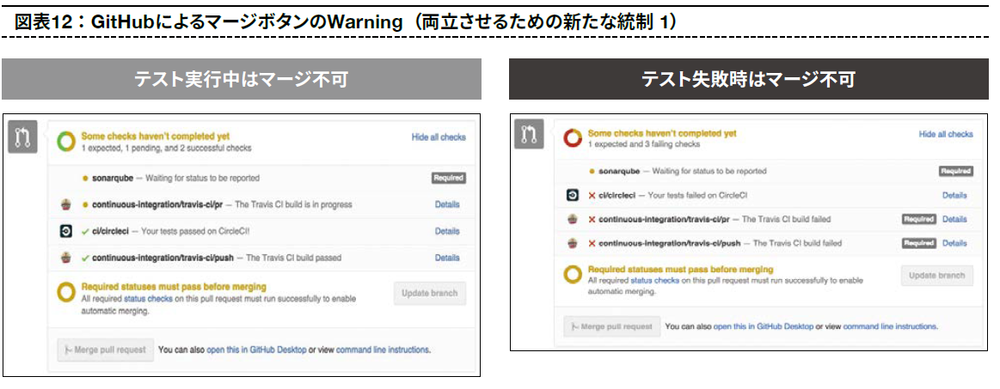 図表12：GitHubによるマージボタンのWarning（両立させるための新たな統制 1）
テスト実行中はマージ不可
Some checks haven't completed yet
Hide all checks
1 expected, 1 pending, and 2 successful checks
sonarqube — Waiting for status to be reported
Required
continuous-integration/travis-ci/pr — The Travis CI build is in progress
Details
ci/circleci — Your tests passed on CircleCI!
Details
continuous-integration/travis-ci/push — The Travis CI build passed
Details
Required statuses must pass before merging
All required status checks on this pull request must run successfully to enable
automatic merging.
Update branch
Merge pull request
You can also open this in GitHub Desktop or view command line instructions.
テスト失敗時はマージ不可
Some checks haven't completed yet
Hide all checks
1 expected and 3 failing checks
sonarqube — Waiting for status to be reported
Required
ci/circleci — Your tests failed on CircleCI
Details
continuous-integration/travis-ci/pr — The Travis CI build failed
Required
Details
continuous-integration/travis-ci/push — The Travis CI build failed
Required
Details
Required statuses must pass before merging
All required status checks on this pull request must run successfully to enable
automatic merging.
Update branch
Merge pull request
You can also open this in GitHub Desktop or view command line instructions.